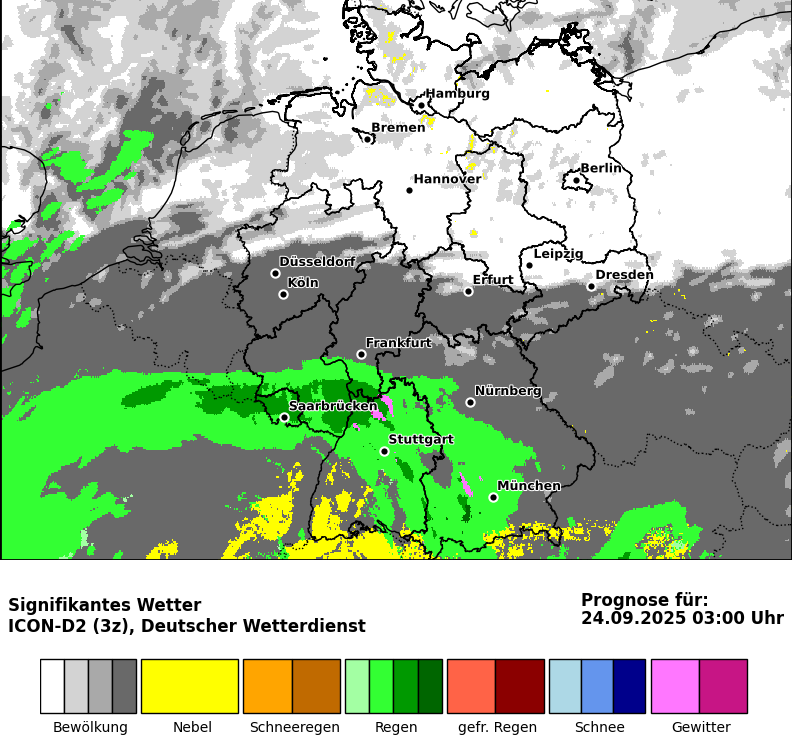 Hamburg
Bremen
Berlin
Hannover
Leipzig
Düsseldorf
Dresden
Erfurt
Köln
Frankfurt
Nürnberg
Saarbrücken
Stuttgart
München
Signifikantes Wetter
ICON-D2 (3z), Deutscher Wetterdienst
Prognose für:
24.09.2025 03:00 Uhr
Bewölkung Nebel Schneeregen Regen gefr. Regen Schnee Gewitter